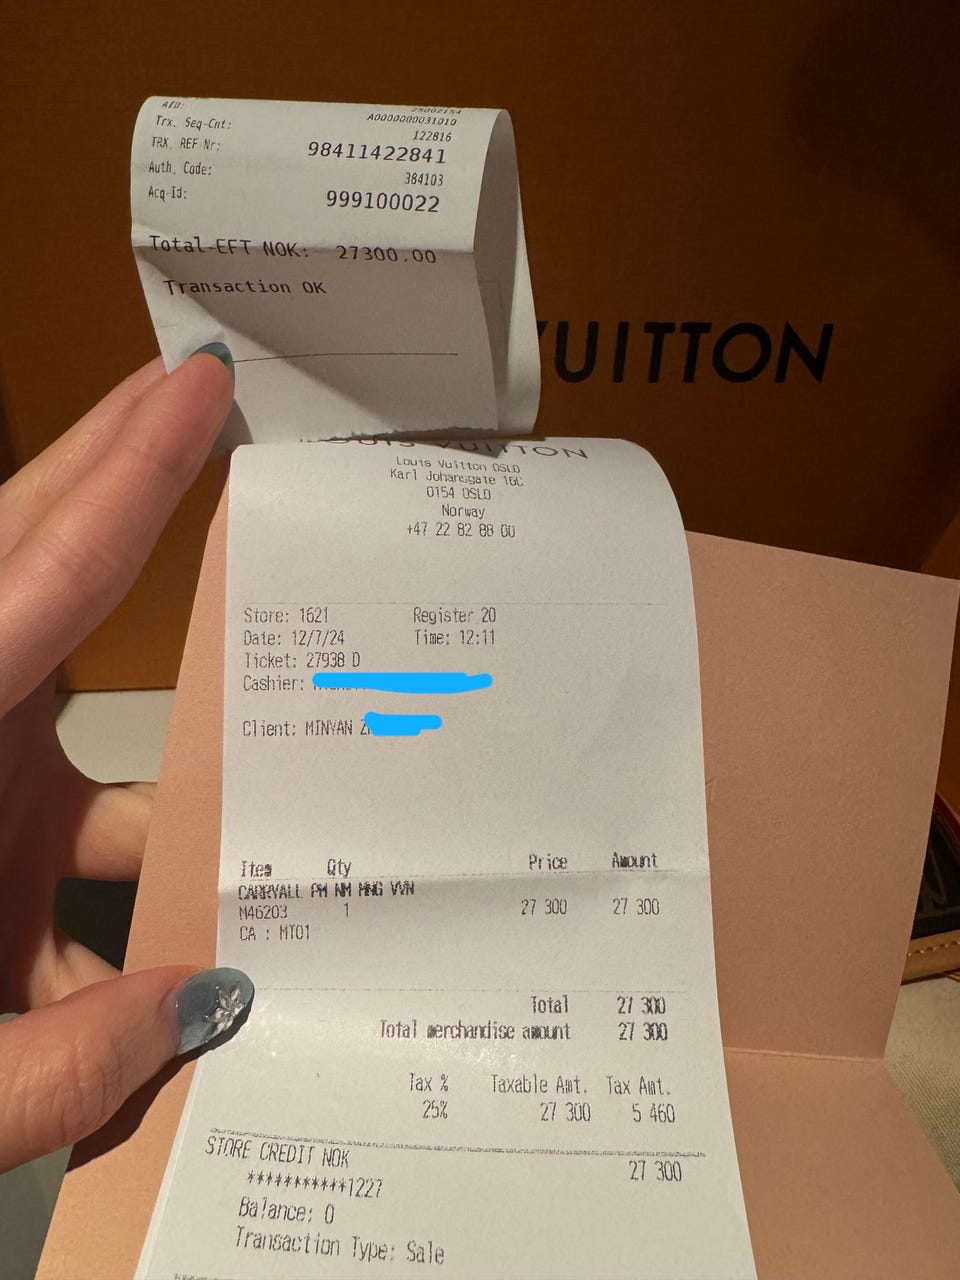 AID:
A0000000031010
Trx. Seq-Cnt: 122816
TRX. REF Nr: 98411422841
Auth. Code: 384103
Acq-Id: 999100022
Total-EFT NOK: 27300.00
Transaction OK
VUITTON
LOUIS VUITTON
Louis Vuitton OSLO
Karl Johansgate 16C
0154 OSLO
Norway
+47 22 82 88 00
Store: 1621 Register 20
Date: 12/7/24 Time: 12:11
Ticket: 27938 D
Cashier:
Client: MINYAN
Item Qty Price Amount
CARRYALL PM NM MNG VVN
M46203 1 27 300 27 300
CA : MT01
Total 27 300
Total merchandise amount 27 300
Tax % Taxable Amt. Tax Amt.
25% 27 300 5 460
STORE CREDIT NOK 27 300
***********1227
Balance: 0
Transaction Type: Sale